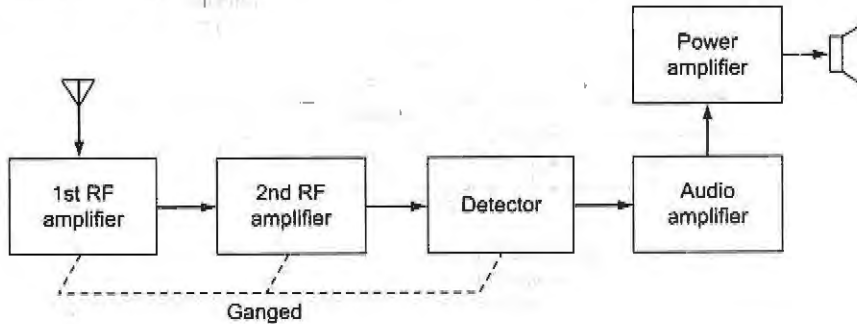 Power
amplifier
1st RF
amplifier
2nd RF
amplifier
Detector
Audio
amplifier
Ganged